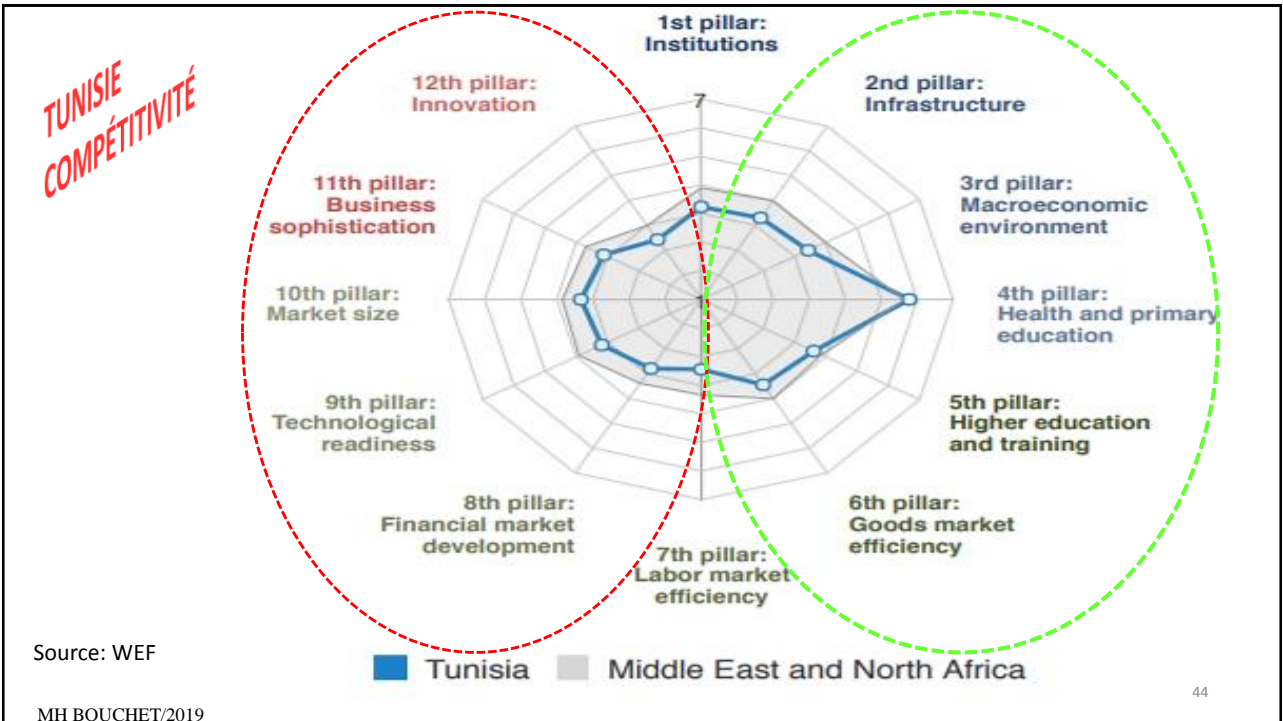 TUNISIE
COMPÉTITIVITÉ
1st pillar:
Institutions
2nd pillar:
Infrastructure
3rd pillar:
Macroeconomic
environment
4th pillar:
Health and primary
education
5th pillar:
Higher education
and training
6th pillar:
Goods market
efficiency
7th pillar:
Labor market
efficiency
8th pillar:
Financial market
development
9th pillar:
Technological
readiness
10th pillar:
Market size
11th pillar:
Business
sophistication
12th pillar:
Innovation
7
1
Source: WEF
Tunisia
Middle East and North Africa
44
MH BOUCHET/2019